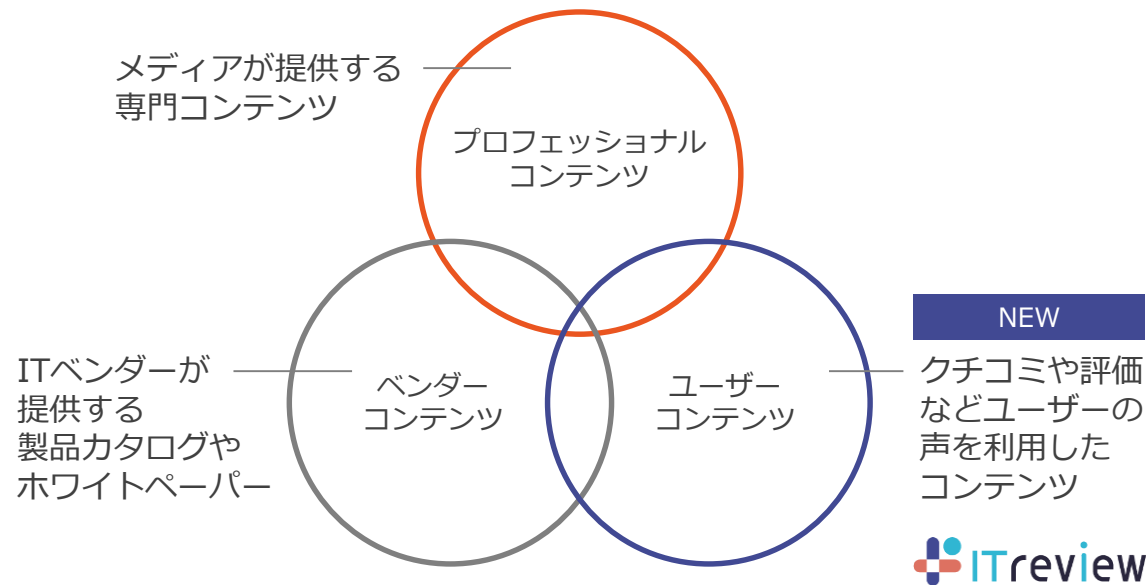 メディアが提供する
専門コンテンツ
プロフェッショナル
コンテンツ
ITベンダーが
提供する
製品カタログや
ホワイトペーパー
ベンダー
コンテンツ
ユーザー
コンテンツ
NEW
クチコミや評価
などユーザーの
声を利用した
コンテンツ
ITreview